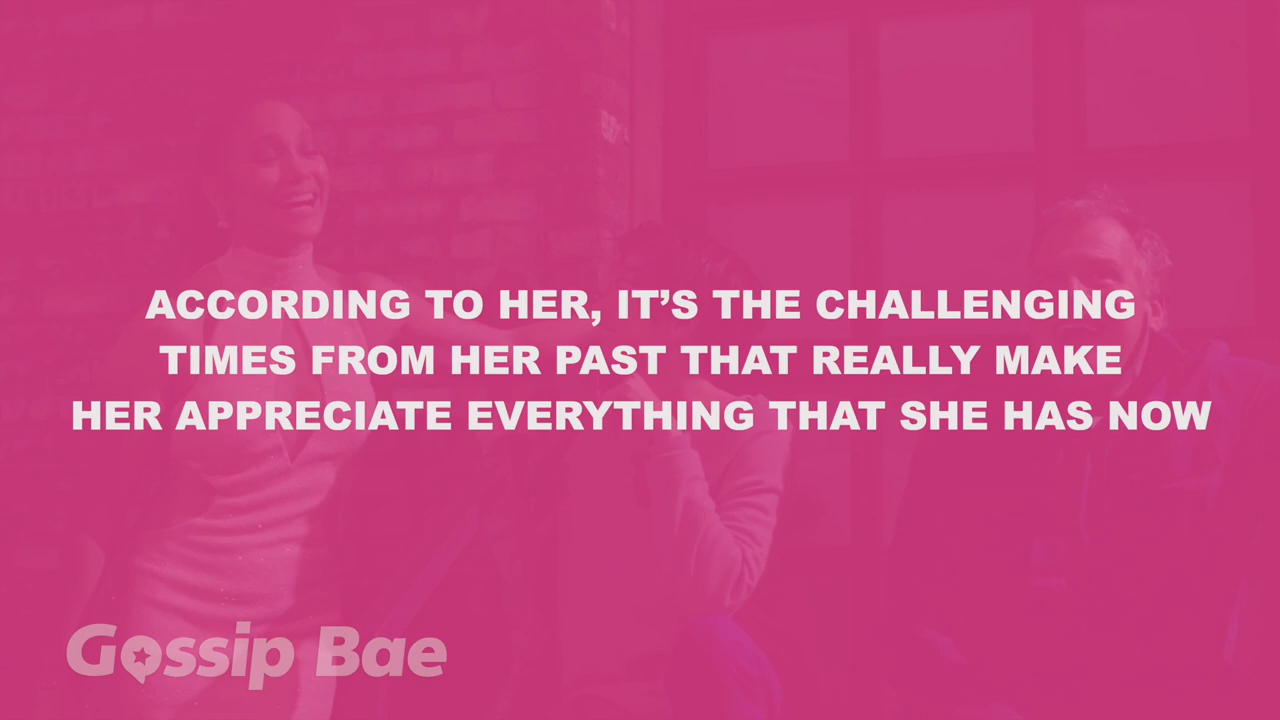 ACCORDING TO HER, IT’S THE CHALLENGING
TIMES FROM HER PAST THAT REALLY MAKE
HER APPRECIATE EVERYTHING THAT SHE HAS NOW
Gossip Bae